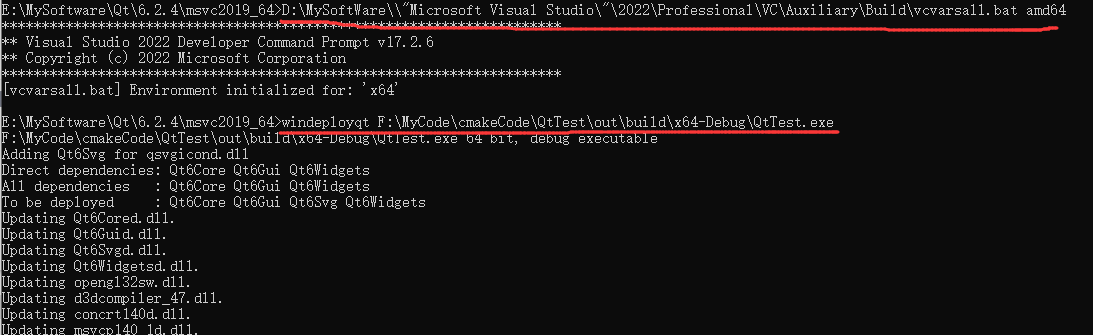 E:\MySoftware\Qt\6.2.4\msvc2019_64>D:\MySoftWare\\"Microsoft Visual Studio\"\2022\Professional\VC\Auxiliary\Build\vcvarsall.bat amd64
**********************************************************************
** Visual Studio 2022 Developer Command Prompt v17.2.6
** Copyright (c) 2022 Microsoft Corporation
**********************************************************************
[vcvarsall.bat] Environment initialized for: 'x64'
E:\MySoftware\Qt\6.2.4\msvc2019_64>windeployqt F:\MyCode\cmakeCode\QtTest\out\build\x64-Debug\QtTest.exe
F:\MyCode\cmakeCode\QtTest\out\build\x64-Debug\QtTest.exe 64 bit, debug executable
Adding Qt6Svg for qsvgicond.dll
Direct dependencies: Qt6Core Qt6Gui Qt6Widgets
All dependencies   : Qt6Core Qt6Gui Qt6Widgets
To be deployed     : Qt6Core Qt6Gui Qt6Svg Qt6Widgets
Updating Qt6Cored.dll.
Updating Qt6Guid.dll.
Updating Qt6Svgd.dll.
Updating Qt6Widgetsd.dll.
Updating opengl32sw.dll.
Updating d3dcompiler_47.dll.
Updating concrt140d.dll.
Updating msvcp140_1d.dll.